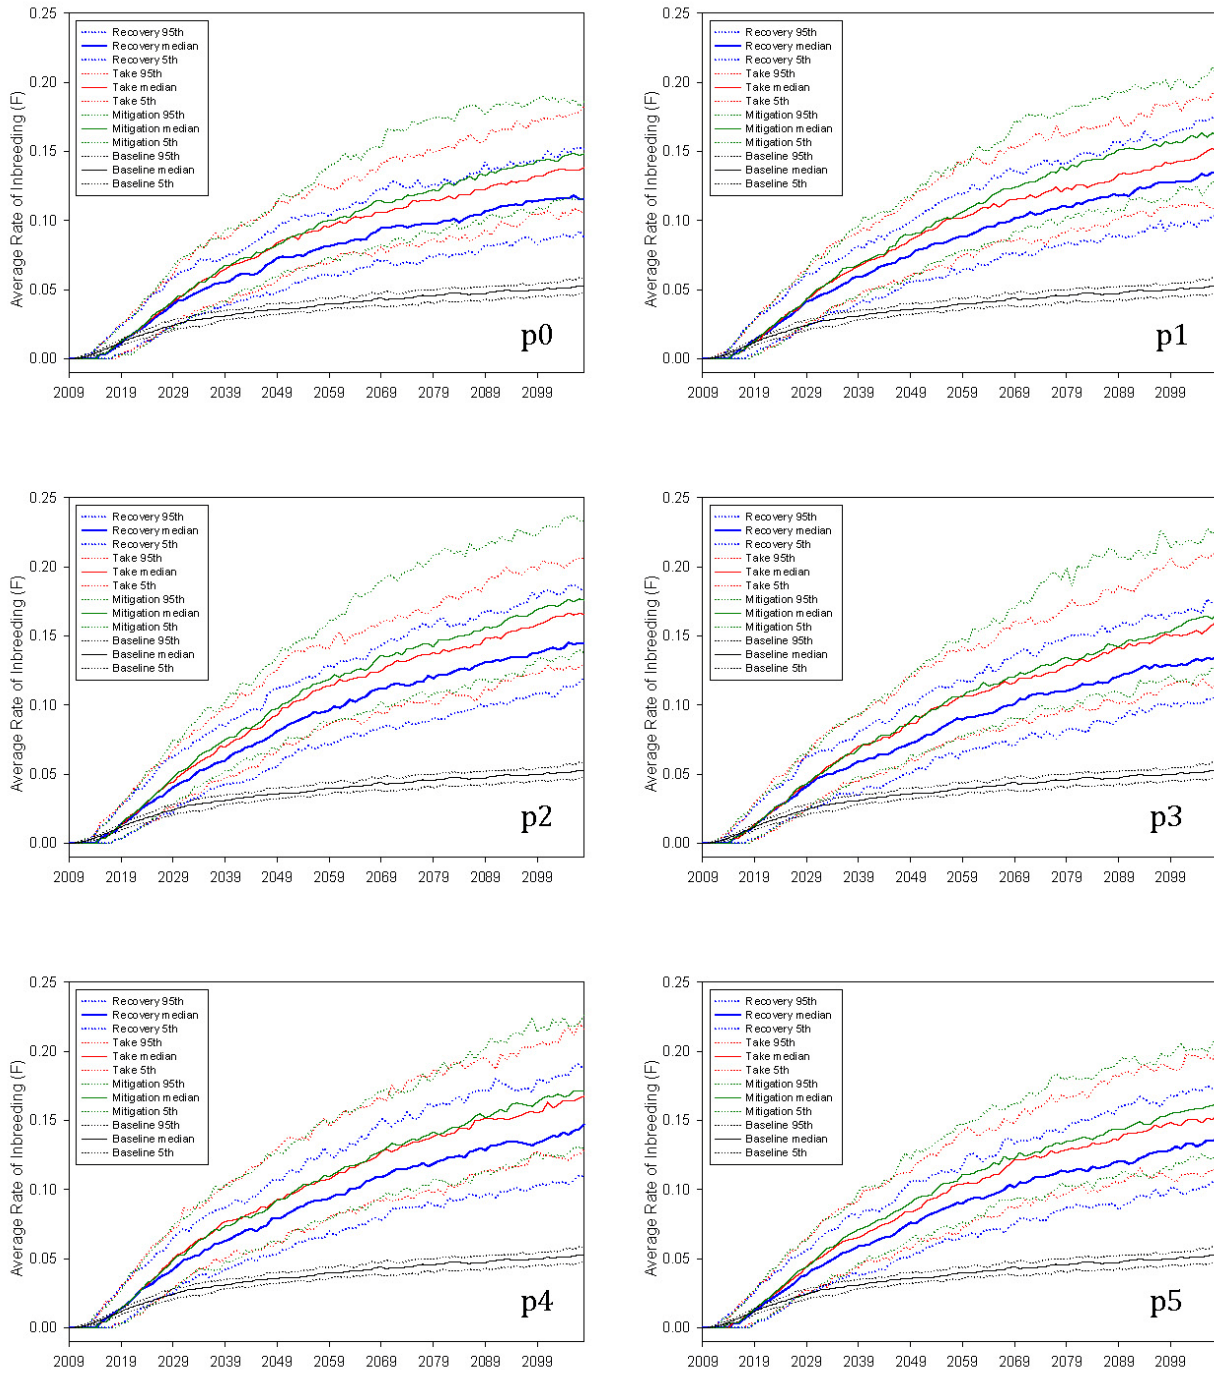 0.25
Recovery 95th
Recovery median
Recovery 5th
Take 95th
Take median
Take 5th
Mitigation 95th
Mitigation median
Mitigation 5th
Baseline 95th
Baseline median
Baseline 5th
0.20
0.15
0.10
0.05
0.00
Average Rate of Inbreeding (F)
p0
2009 2019 2029 2039 2049 2059 2069 2079 2089 2099
0.25
Recovery 95th
Recovery median
Recovery 5th
Take 95th
Take median
Take 5th
Mitigation 95th
Mitigation median
Mitigation 5th
Baseline 95th
Baseline median
Baseline 5th
0.20
0.15
0.10
0.05
0.00
Average Rate of Inbreeding (F)
p1
2009 2019 2029 2039 2049 2059 2069 2079 2089 2099
0.25
Recovery 95th
Recovery median
Recovery 5th
Take 95th
Take median
Take 5th
Mitigation 95th
Mitigation median
Mitigation 5th
Baseline 95th
Baseline median
Baseline 5th
0.20
0.15
0.10
0.05
0.00
Average Rate of Inbreeding (F)
p2
2009 2019 2029 2039 2049 2059 2069 2079 2089 2099
0.25
Recovery 95th
Recovery median
Recovery 5th
Take 95th
Take median
Take 5th
Mitigation 95th
Mitigation median
Mitigation 5th
Baseline 95th
Baseline median
Baseline 5th
0.20
0.15
0.10
0.05
0.00
Average Rate of Inbreeding (F)
p3
2009 2019 2029 2039 2049 2059 2069 2079 2089 2099
0.25
Recovery 95th
Recovery median
Recovery 5th
Take 95th
Take median
Take 5th
Mitigation 95th
Mitigation median
Mitigation 5th
Baseline 95th
Baseline median
Baseline 5th
0.20
0.15
0.10
0.05
0.00
Average Rate of Inbreeding (F)
p4
2009 2019 2029 2039 2049 2059 2069 2079 2089 2099
0.25
Recovery 95th
Recovery median
Recovery 5th
Take 95th
Take median
Take 5th
Mitigation 95th
Mitigation median
Mitigation 5th
Baseline 95th
Baseline median
Baseline 5th
0.20
0.15
0.10
0.05
0.00
Average Rate of Inbreeding (F)
p5
2009 2019 2029 2039 2049 2059 2069 2079 2089 2099